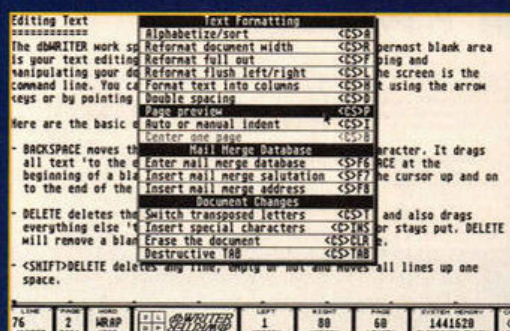 Editing Text
============
The dbWRITER work sp
permost blank area
is your text editing
ping and
manipulating your do
he screen is the
command line. You ca
t using the arrow
keys or by pointing
Here are the basic e
- BACKSPACE moves th
aracter. It drags
all text 'to the e
ACE at the
beginning of a bla
he cursor up and on
to the end of the
- DELETE deletes the
and also drags
everything else 't
or stays put. DELETE
will remove a blan
e.
- <SHIFT>DELETE deletes any line, empty or not and moves all lines up one
space.
Text Formatting
Alphabetize/sort <CS>A
Reformat document width <CS>R
Reformat full out <CS>F
Reformat flush left/right <CS>L
Format text into columns <CS>H
Double spacing <CS>D
Page preview <CS>P
Auto or manual indent <CS>I
Center one page <CS>B
Mail Merge Database
Enter mail merge database <S>F6
Insert mail merge salutation <S>F7
Insert mail merge address <S>F8
Document Changes
Switch transposed letters <CS>T
Insert special characters <C>INS
Erase the document <CS>CLR
Destructive TAB <CS>TAB
LINE PAGE WORD LEFT RIGHT PAGE SYSTEM MEMORY
76 2 WRAP dbWRITER 1 80 60 1441620